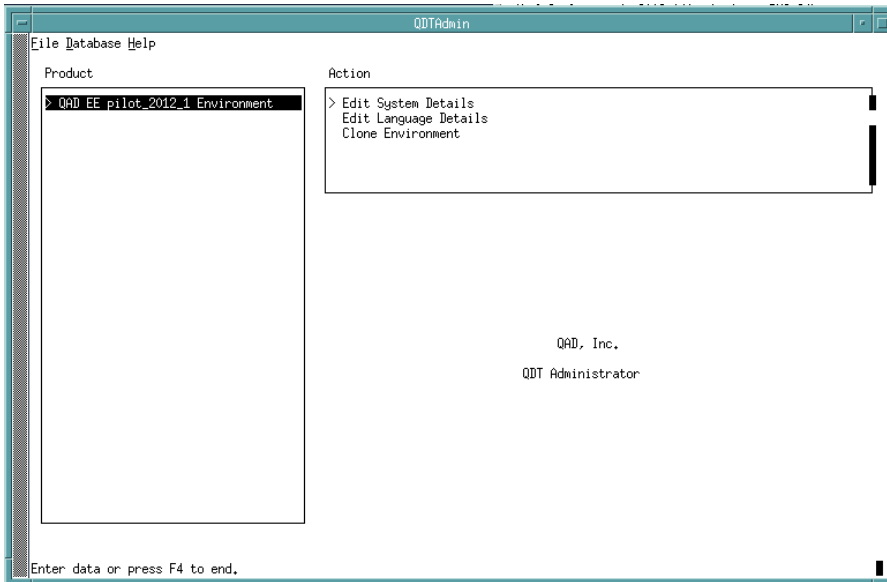 QDTAdmin
File Database Help
Product
Action
> QAD EE pilot_2012_1 Environment
> Edit System Details
Edit Language Details
Clone Environment
QAD, Inc.
QDT Administrator
Enter data or press F4 to end.